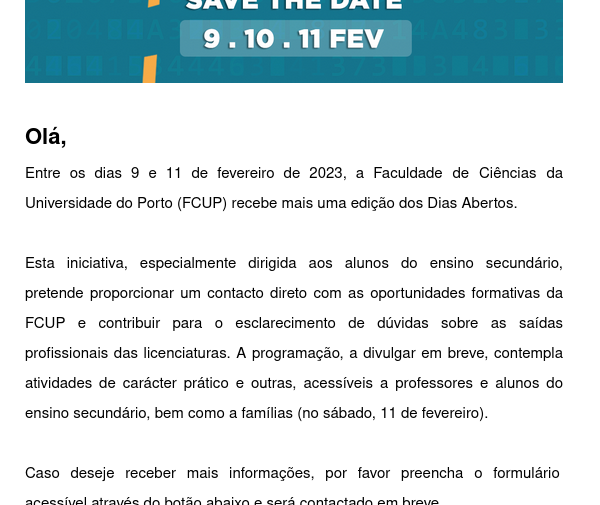 SAVE THE DATE
9 . 10 . 11 FEV
Olá,
Entre os dias 9 e 11 de fevereiro de 2023, a Faculdade de Ciências da
Universidade do Porto (FCUP) recebe mais uma edição dos Dias Abertos.
Esta iniciativa, especialmente dirigida aos alunos do ensino secundário,
pretende proporcionar um contacto direto com as oportunidades formativas da
FCUP e contribuir para o esclarecimento de dúvidas sobre as saídas
profissionais das licenciaturas. A programação, a divulgar em breve, contempla
atividades de carácter prático e outras, acessíveis a professores e alunos do
ensino secundário, bem como a famílias (no sábado, 11 de fevereiro).
Caso deseje receber mais informações, por favor preencha o formulário
acessível através do botão abaixo e será contactado em breve.